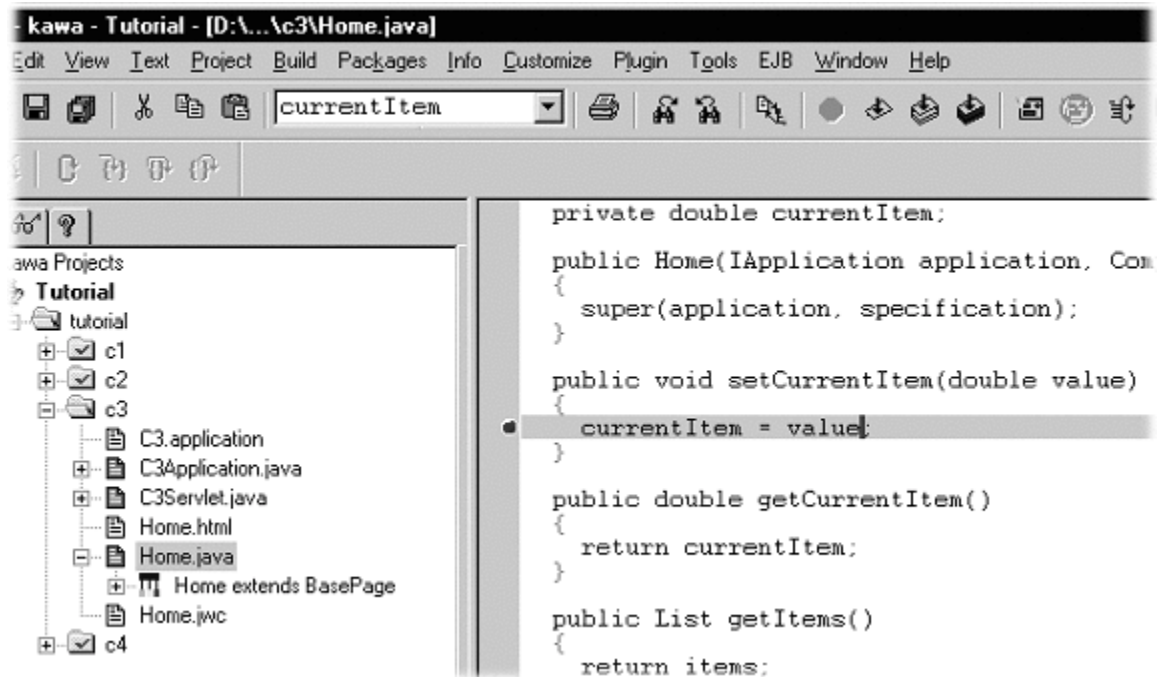 - kawa - Tutorial - [D:\...\c3\Home.java]
Edit View Text Project Build Packages Info Customize Plugin Tools EJB Window Help
currentItem
awa Projects
Tutorial
tutorial
c1
c2
c3
C3.application
C3Application.java
C3Servlet.java
Home.html
Home.java
Home extends BasePage
Home.jwc
c4
private double currentItem;
public Home(IApplication application, Com
{
super(application, specification);
}
public void setCurrentItem(double value)
{
currentItem = value;
}
public double getCurrentItem()
{
return currentItem;
}
public List getItems()
{
return items;